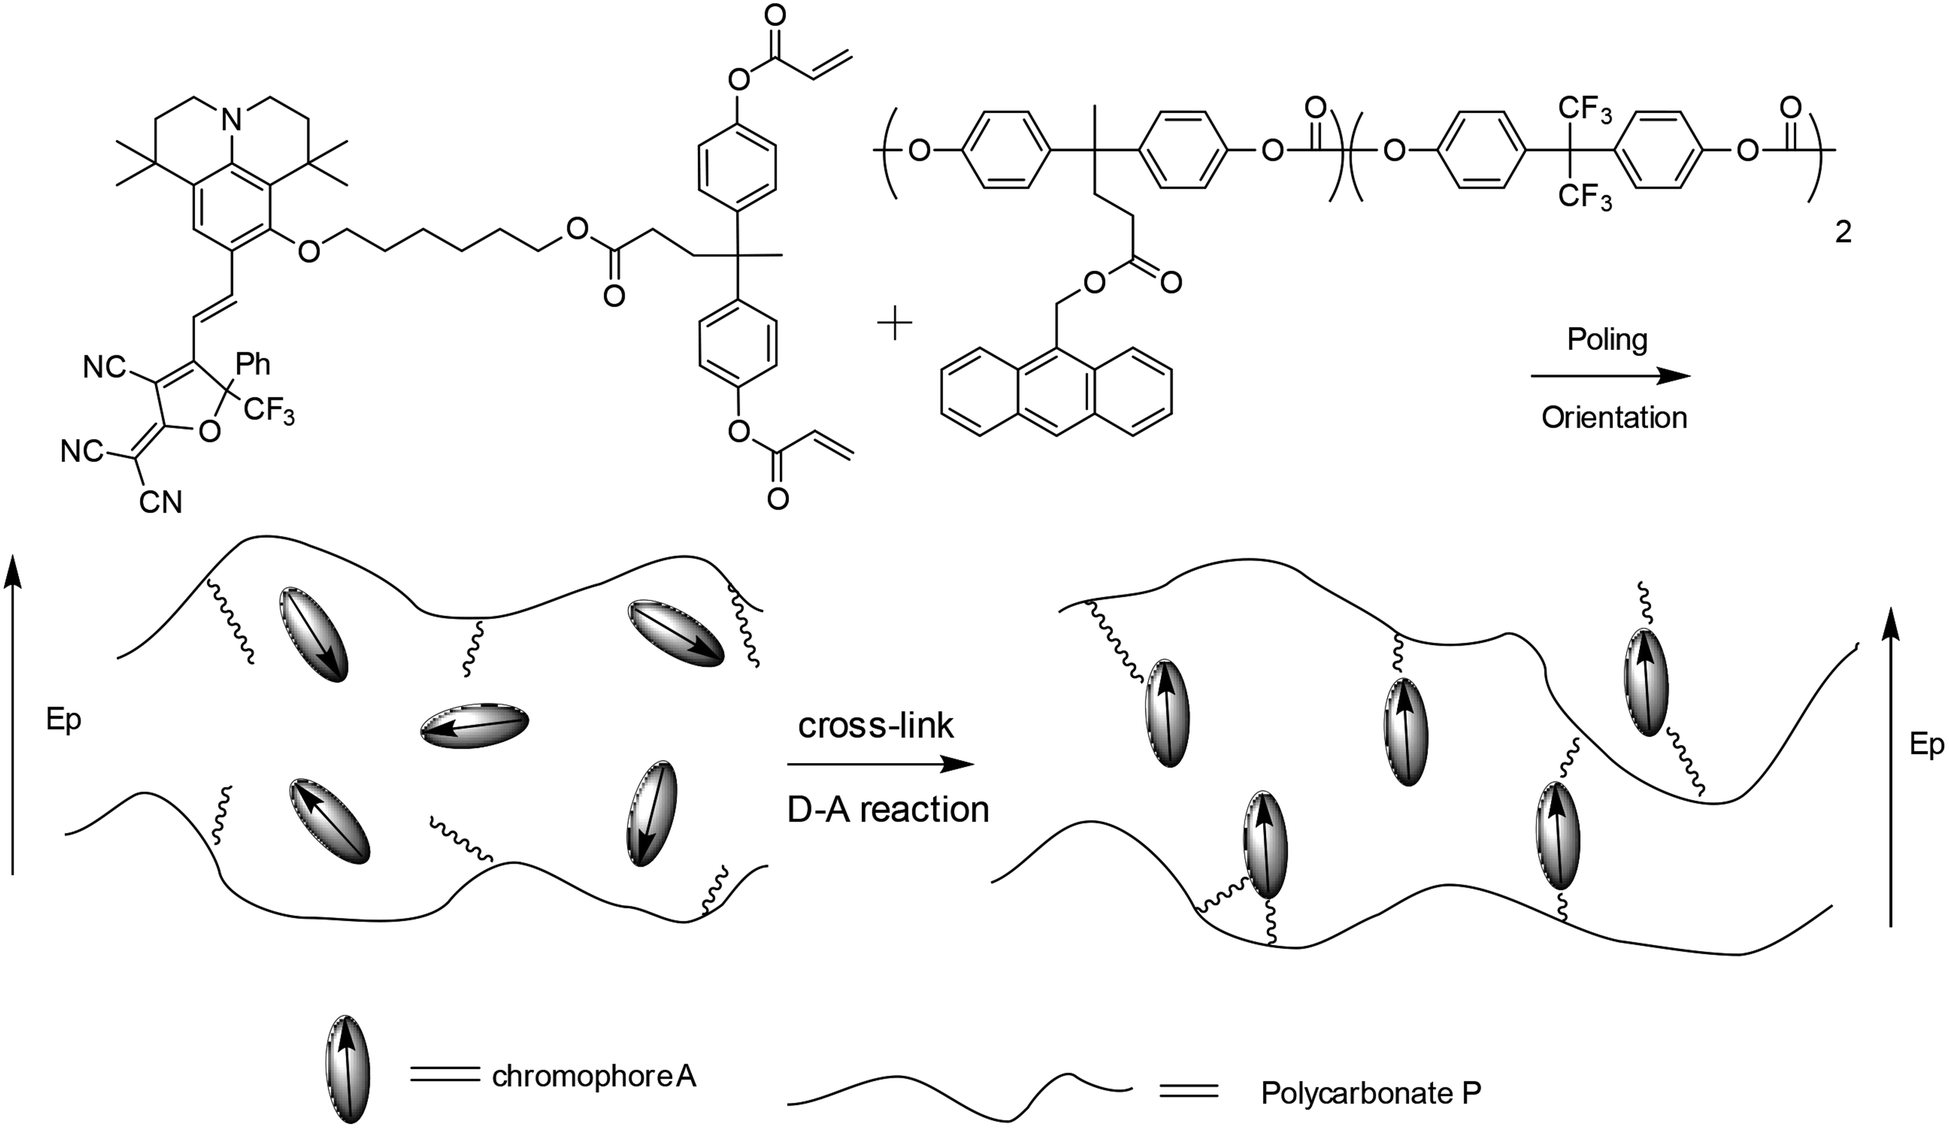 O
O
N
O
O
O
NC
Ph
CF3
O
NC
CN
O
O
+
O
O
O
CF3
CF3
O
O
O
2
O
O
Poling
Orientation
Ep
cross-link
D-A reaction
Ep
chromophore A
Polycarbonate P